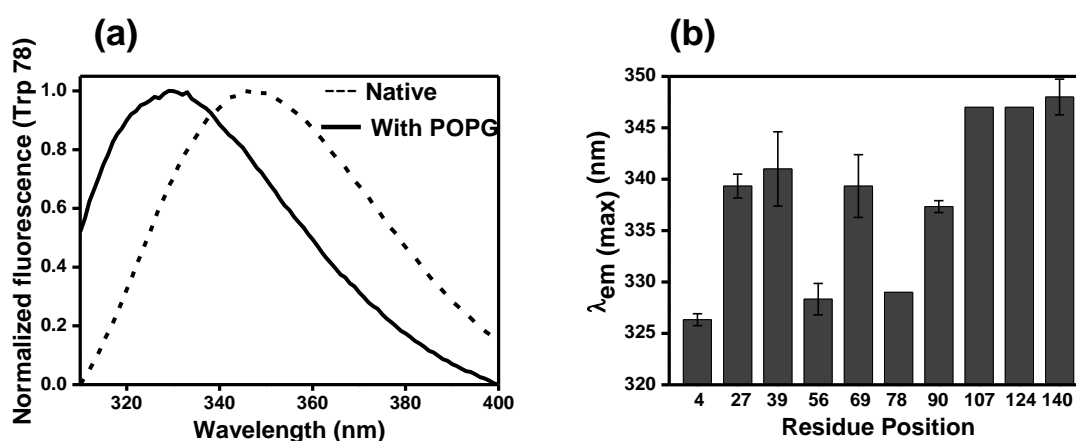 (a)
Normalized fluorescence (Trp 78)
1.0
0.8
0.6
0.4
0.2
0.0
Native
With POPG
320 340 360 380 400
Wavelength (nm)
(b)
λem (max) (nm)
350
345
340
335
330
325
320
4 27 39 56 69 78 90 107 124 140
Residue Position